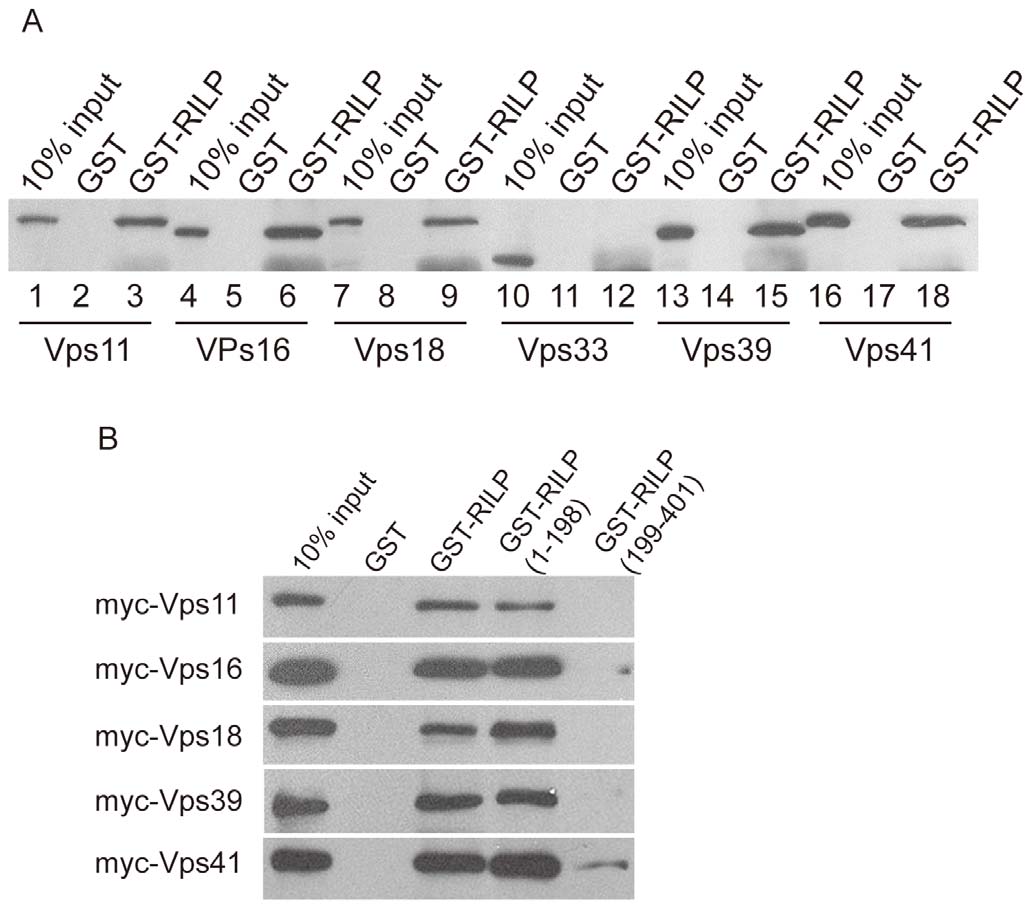 A
10% input GST GST-RILP 10% input GST GST-RILP 10% input GST GST-RILP 10% input GST GST-RILP 10% input GST GST-RILP 10% input GST GST-RILP
1 2 3 4 5 6 7 8 9 10 11 12 13 14 15 16 17 18
Vps11 VPs16 Vps18 Vps33 Vps39 Vps41
B
10% input GST GST-RILP GST-RILP (1-198) GST-RILP (199-401)
myc-Vps11
myc-Vps16
myc-Vps18
myc-Vps39
myc-Vps41